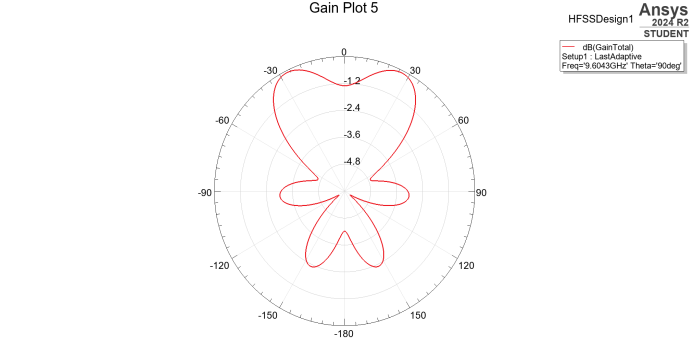 Gain Plot 5
HFSSDesign1
Ansys
2024 R2
STUDENT
dB(GainTotal)
Setup1 : LastAdaptive
Freq='9.6043GHz' Theta='90deg'
0
-30
30
-1.2
-2.4
-60
60
-3.6
-4.8
-90
90
-120
120
-150
150
-180